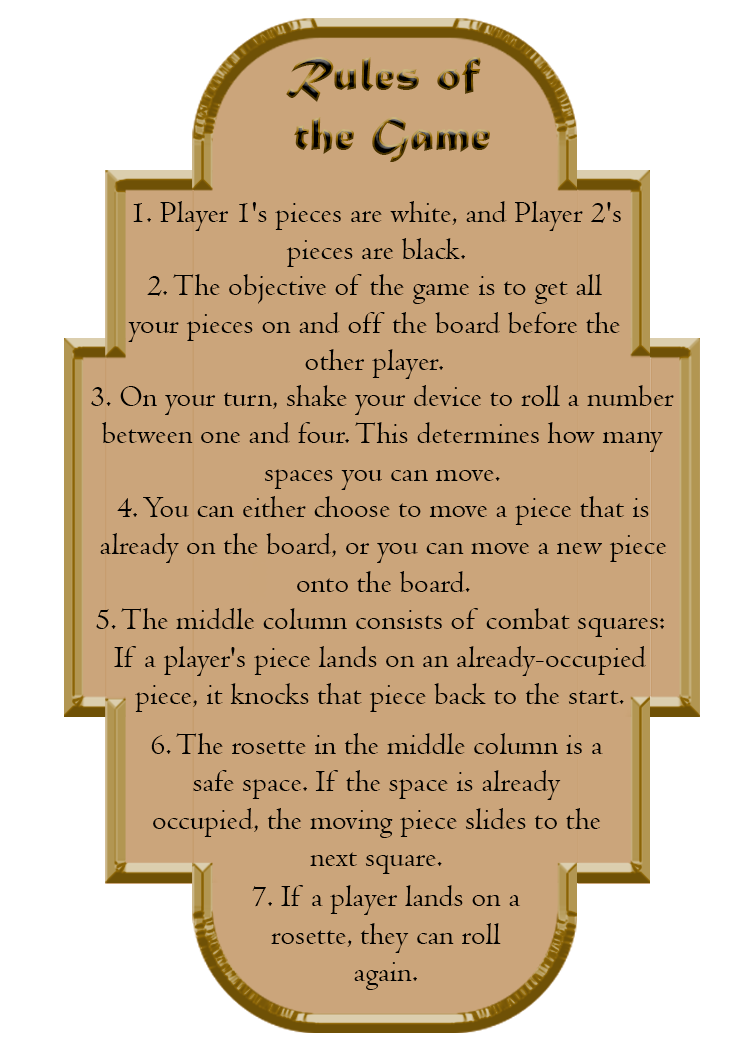 Rules of
the Game
1. Player 1's pieces are white, and Player 2's
pieces are black.
2. The objective of the game is to get all
your pieces on and off the board before the
other player.
3. On your turn, shake your device to roll a number
between one and four. This determines how many
spaces you can move.
4. You can either choose to move a piece that is
already on the board, or you can move a new piece
onto the board.
5. The middle column consists of combat squares:
If a player's piece lands on an already-occupied
piece, it knocks that piece back to the start.
6. The rosette in the middle column is a
safe space. If the space is already
occupied, the moving piece slides to the
next square.
7. If a player lands on a
rosette, they can roll
again.